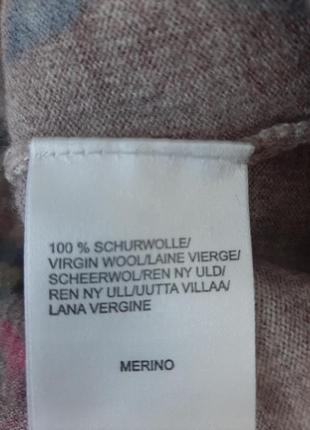 100 % SCHURWOLLE/
VIRGIN WOOL/LAINE VIERGE/
SCHEERWOL/REN NY ULD/
REN NY ULL/UUTTA VILLAA/
LANA VERGINE
MERINO